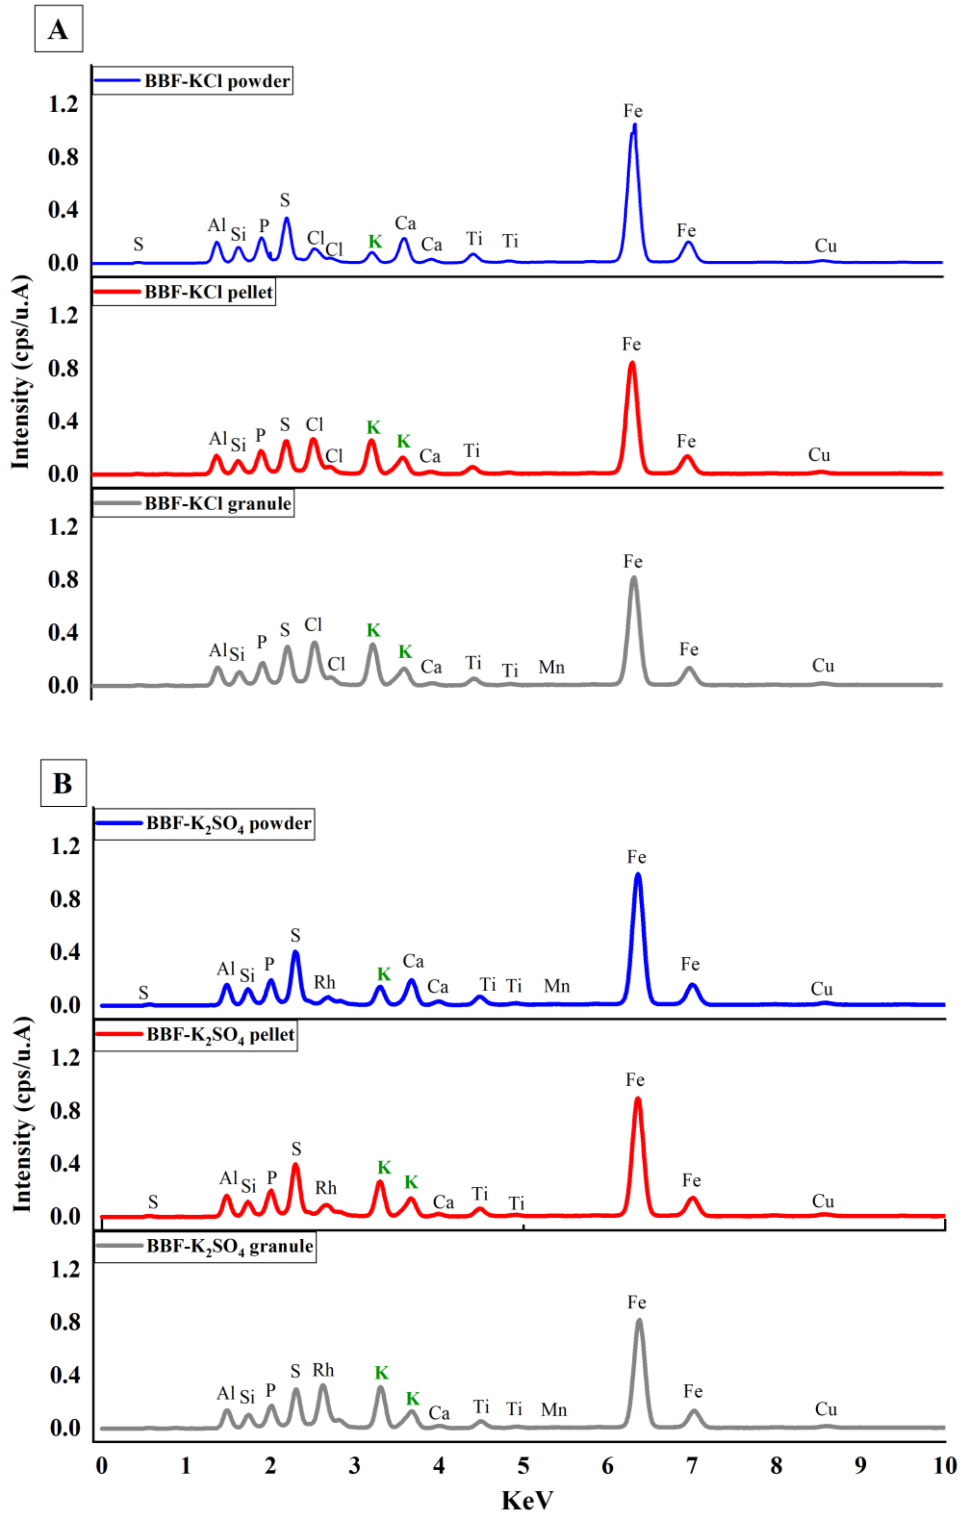 A
BBF-KCl powder
1.2
0.8
0.4
0.0
S
Al
Si
P
S
Cl
Cl
K
Ca
Ca
Ti
Ti
Fe
Fe
Cu
BBF-KCl pellet
1.2
0.8
0.4
0.0
Al
Si
P
S
Cl
Cl
K
K
Ca
Ti
Fe
Fe
Cu
Intensity (cps/u.A)
BBF-KCl granule
1.2
0.8
0.4
0.0
Al
Si
P
S
Cl
Cl
K
K
Ca
Ti
Ti
Mn
Fe
Fe
Cu
B
BBF-K₂SO₄ powder
1.2
0.8
0.4
0.0
S
Al
Si
P
S
Rh
K
Ca
Ca
Ti
Ti
Mn
Fe
Fe
Cu
BBF-K₂SO₄ pellet
1.2
0.8
0.4
0.0
S
Al
Si
P
S
Rh
K
K
Ca
Ti
Ti
Fe
Fe
Cu
Intensity (cps/u.A)
BBF-K₂SO₄ granule
1.2
0.8
0.4
0.0
Al
Si
P
S
Rh
K
K
Ca
Ti
Ti
Mn
Fe
Fe
Cu
0 1 2 3 4 5 6 7 8 9 10
KeV